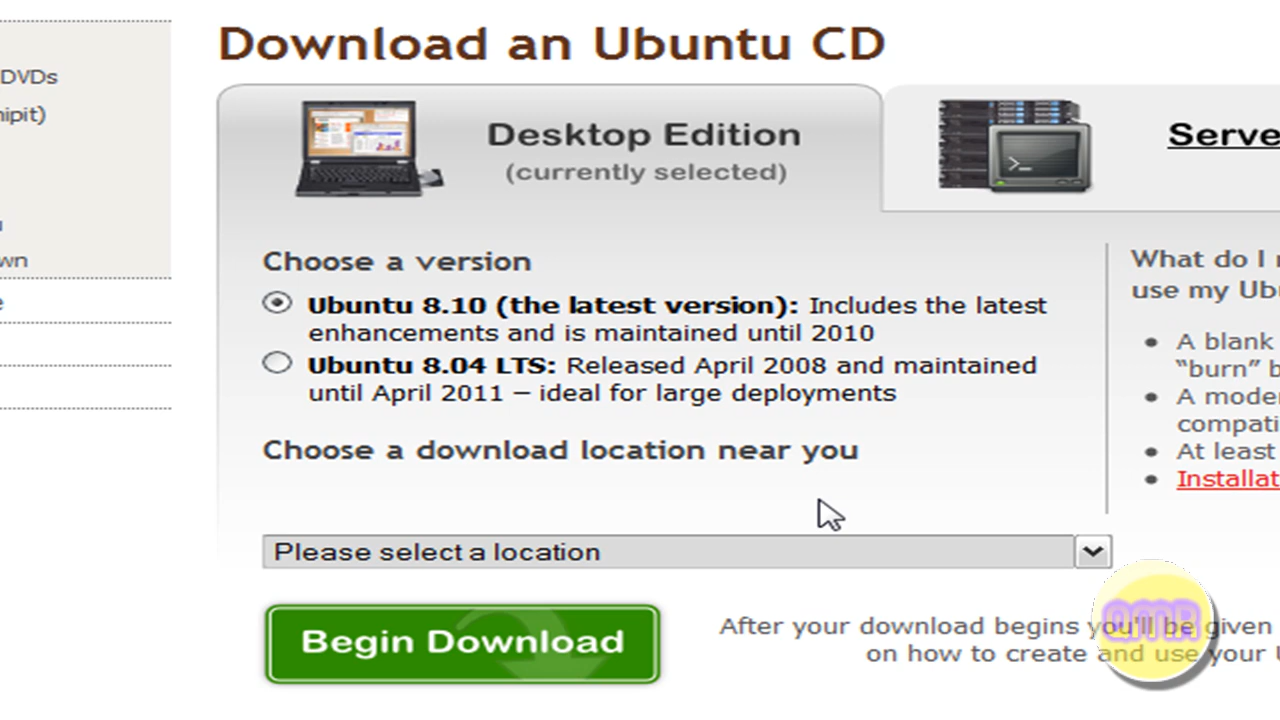 Download an Ubuntu CD
DVDs
hipit)
wn
Desktop Edition
(currently selected)
Serve
Choose a version
Ubuntu 8.10 (the latest version): Includes the latest
enhancements and is maintained until 2010
Ubuntu 8.04 LTS: Released April 2008 and maintained
until April 2011 – ideal for large deployments
Choose a download location near you
Please select a location
Begin Download
What do I
use my Ubu
A blank
“burn” b
A moder
compati
At least
Installat
After your download begins you'll be given
on how to create and use your U